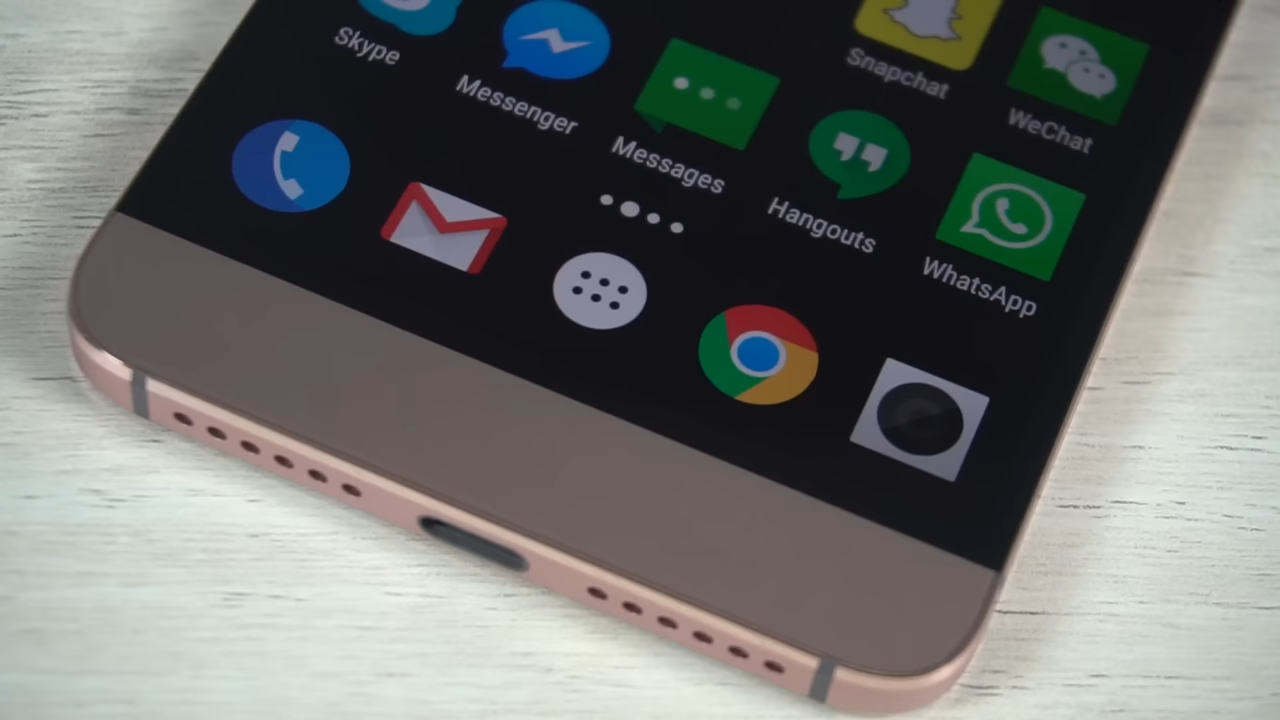 Skype
Messenger
Messages
Snapchat
WeChat
Hangouts
WhatsApp